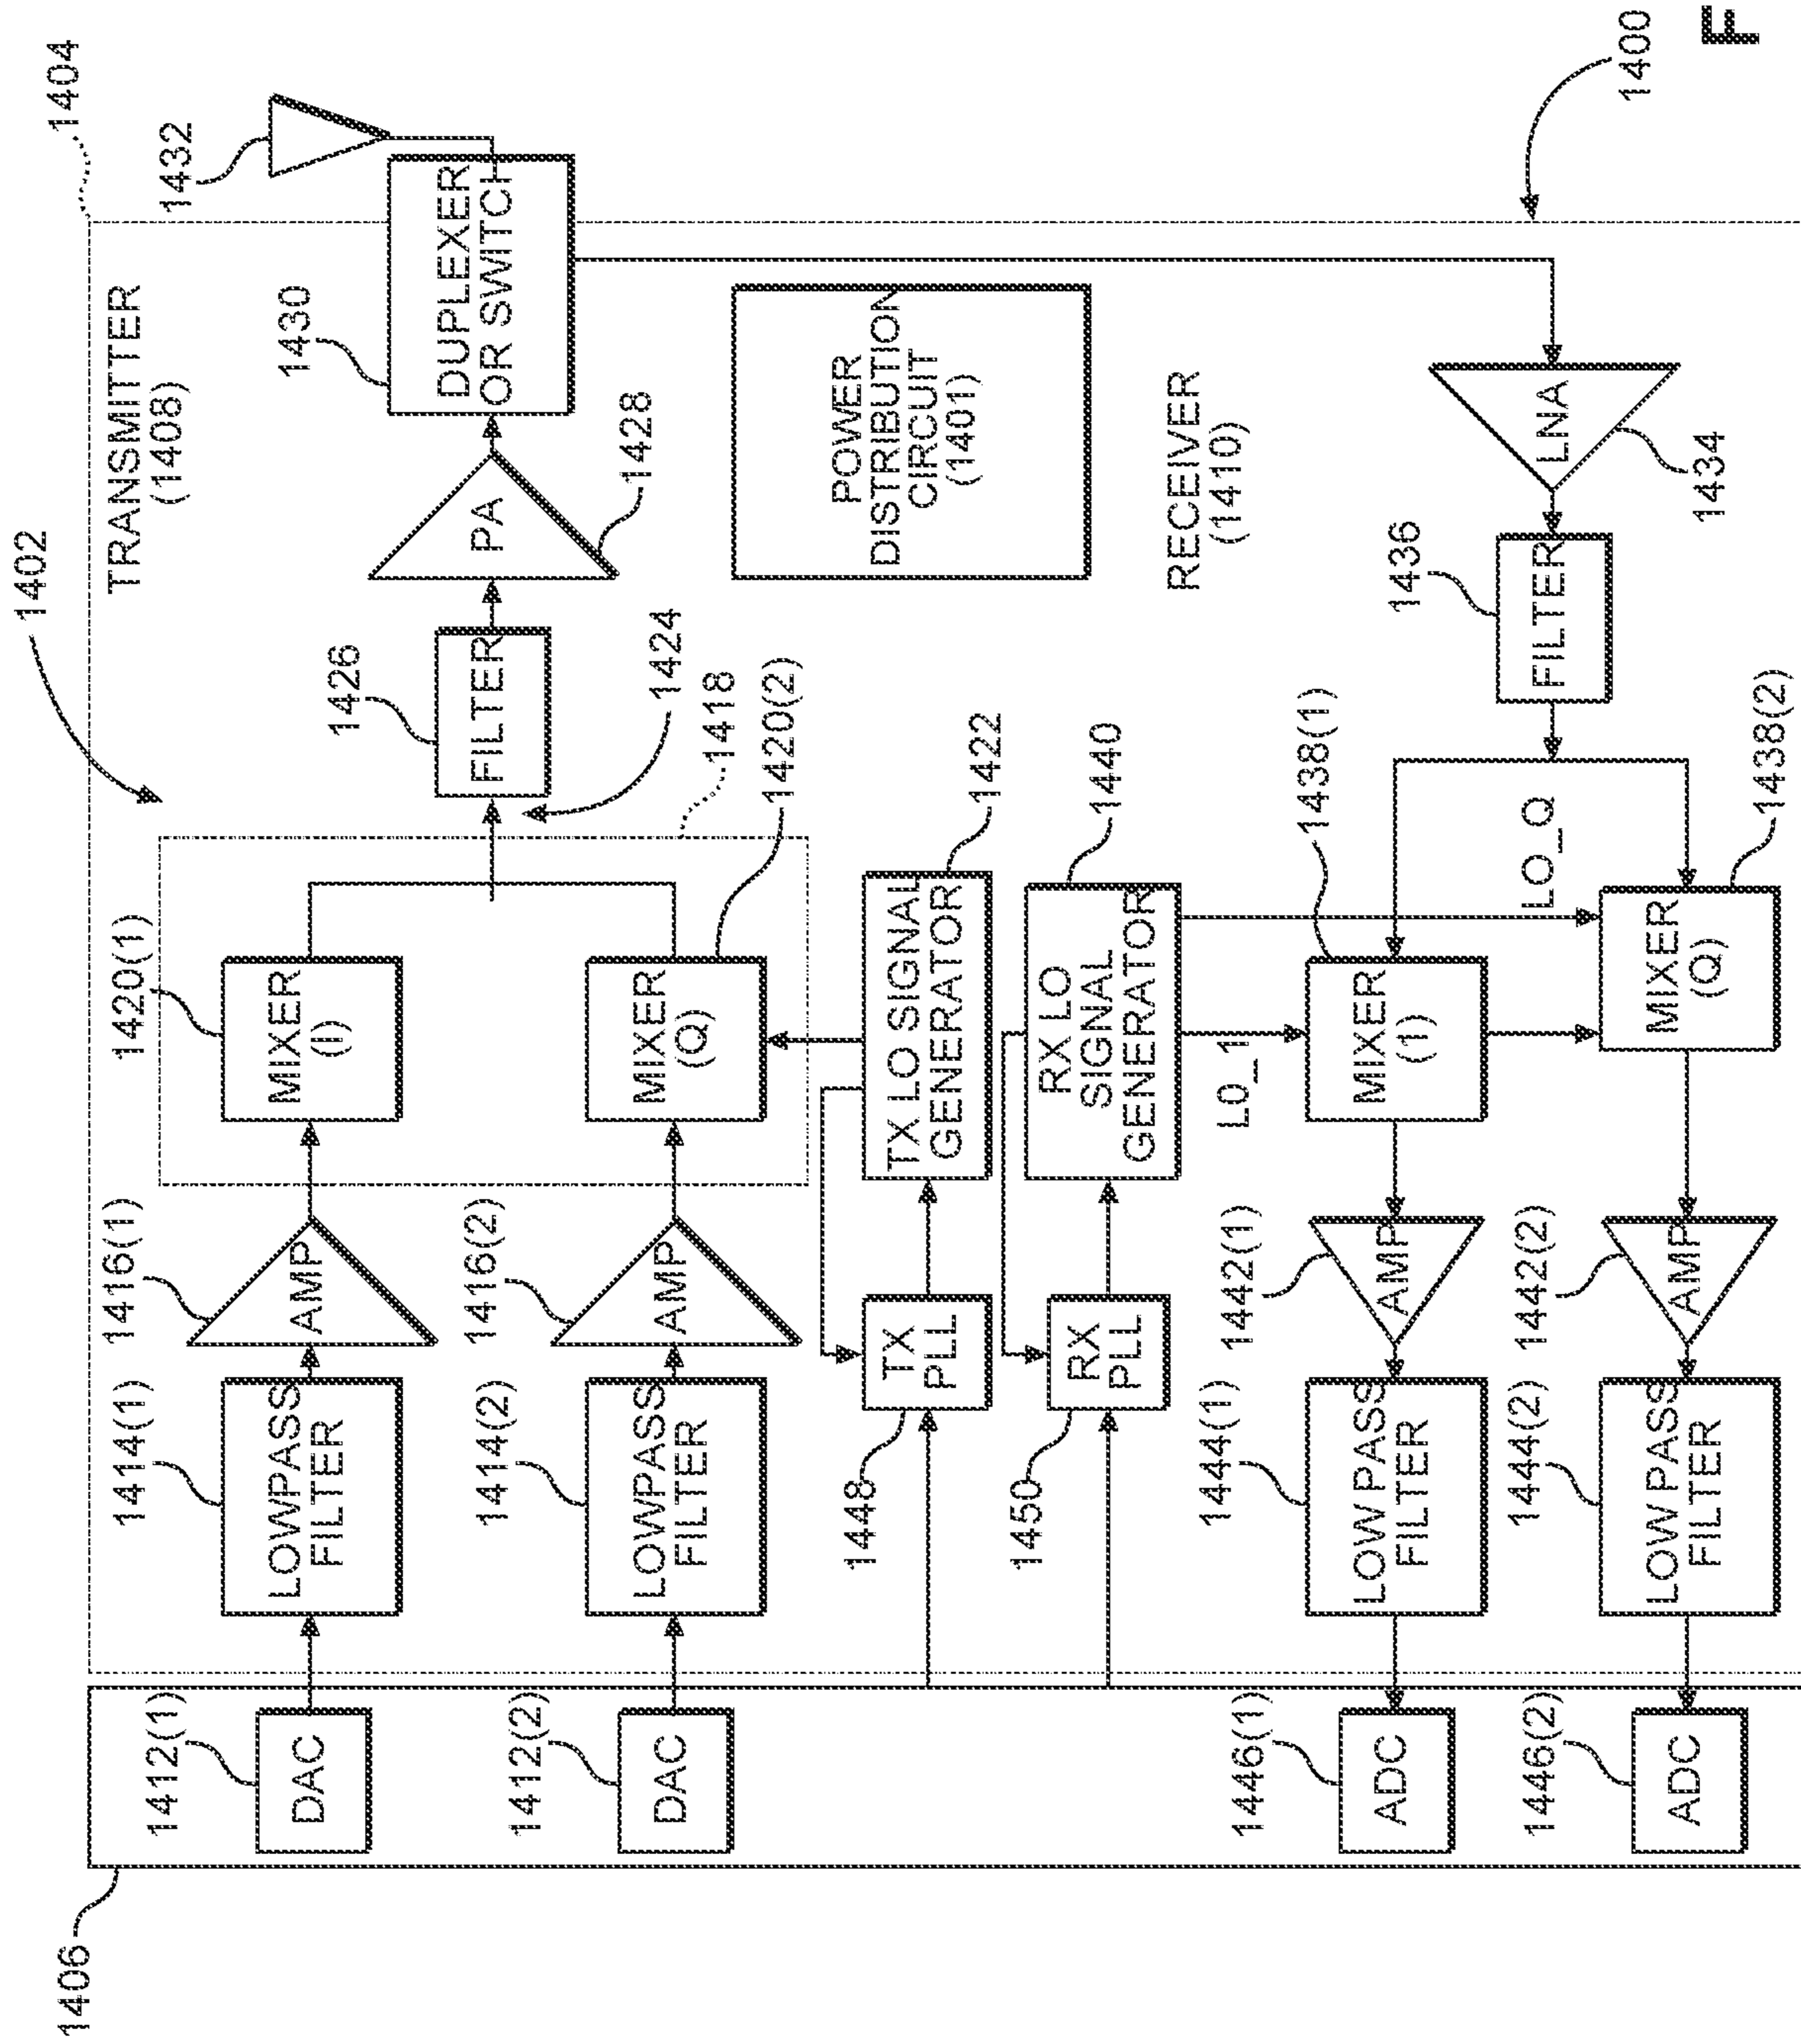 1402
1404
TRANSMITTER
(1408)
1406
1412(1)
DAC
1414(1)
LOWPASS
FILTER
1416(1)
AMP
1420(1)
MIXER
(I)
1426
FILTER
PA
1428
1430
DUPLEXER
OR SWITCH
1432
1412(2)
DAC
1414(2)
LOWPASS
FILTER
1416(2)
AMP
MIXER
(Q)
1424
1418
1420(2)
1448
TX
PLL
TX LO SIGNAL
GENERATOR
1422
POWER
DISTRIBUTION
CIRCUIT
(1401)
1450
RX
PLL
RX LO
SIGNAL
GENERATOR
1440
RECEIVER
(1410)
LO_1
1438(1)
LO_Q
1446(1)
ADC
1444(1)
LOW PASS
FILTER
1442(1)
AMP
MIXER
(1)
1436
FILTER
LNA
1434
1446(2)
ADC
1444(2)
LOW PASS
FILTER
1442(2)
AMP
MIXER
(Q)
1438(2)
1400
F